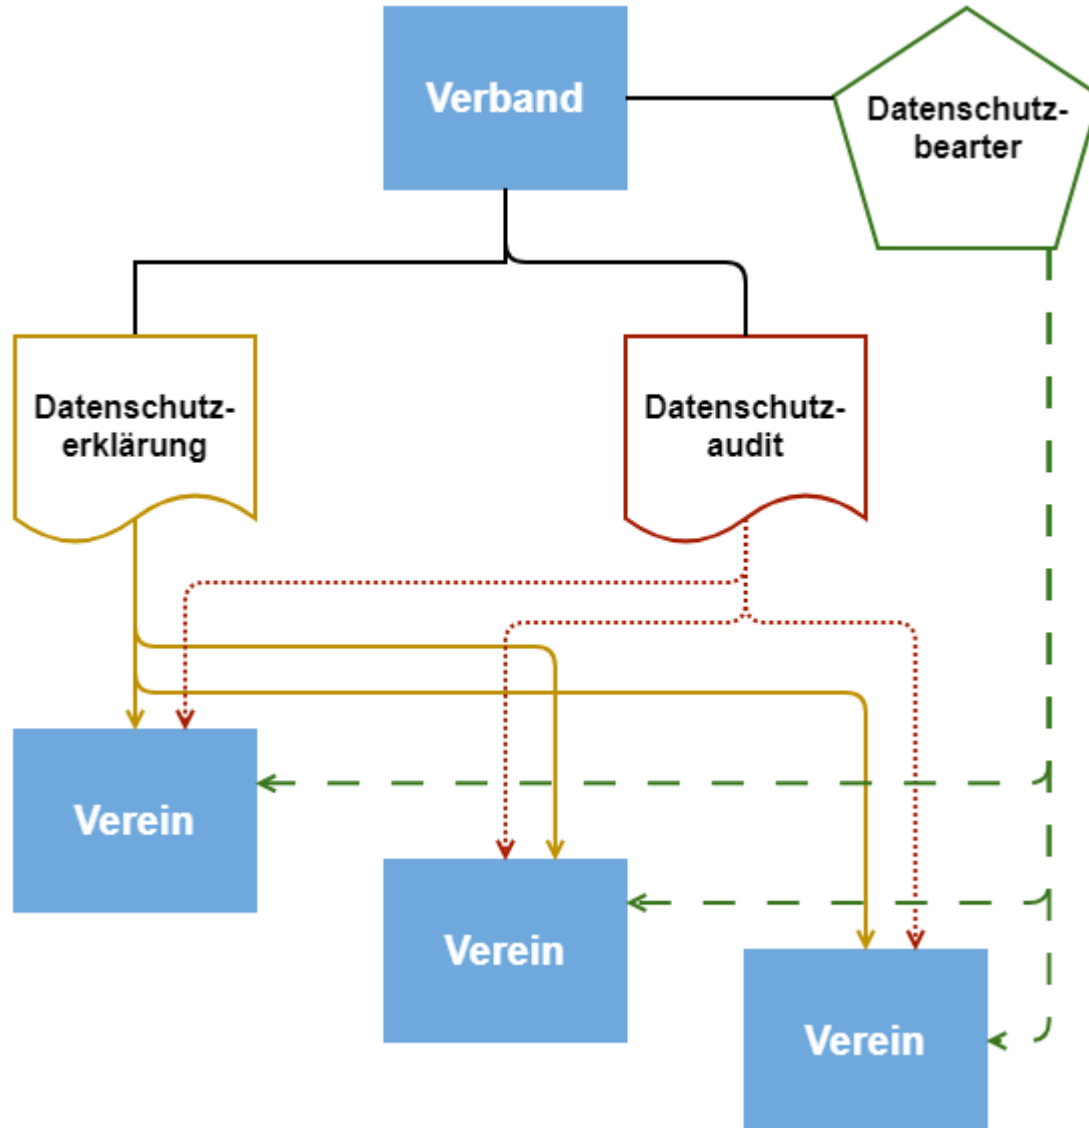 Verband
Datenschutz-
bearter
Datenschutz-
erklärung
Datenschutz-
audit
Verein
Verein
Verein